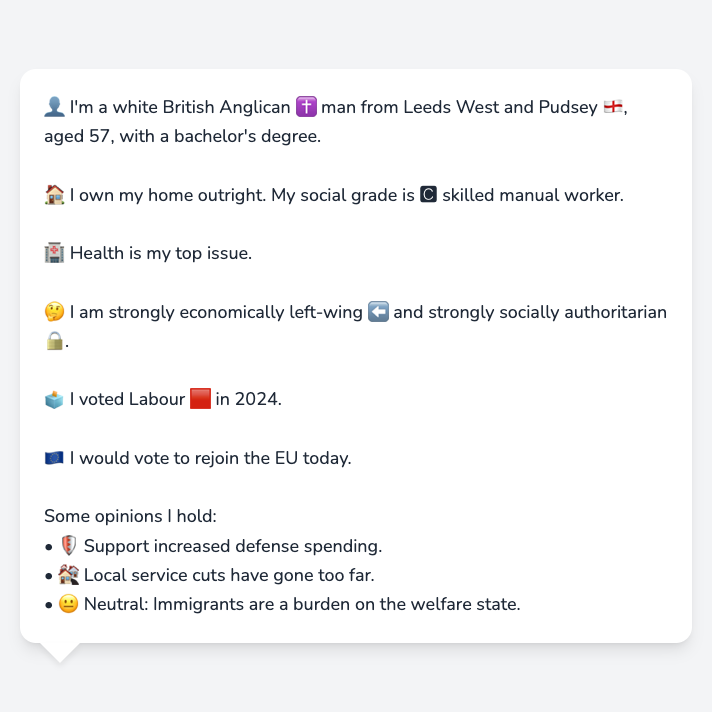 👤 I'm a white British Anglican ✝️ man from Leeds West and Pudsey 🏴󠁧󠁢󠁥󠁮󠁧󠁿,
aged 57, with a bachelor's degree.
🏠 I own my home outright. My social grade is 🅲 skilled manual worker.
🏥 Health is my top issue.
🤔 I am strongly economically left-wing ⬅️ and strongly socially authoritarian
🔒.
🗳️ I voted Labour 🟥 in 2024.
🇪🇺 I would vote to rejoin the EU today.
Some opinions I hold:
• 🛡️ Support increased defense spending.
• 🏚️ Local service cuts have gone too far.
• 😐 Neutral: Immigrants are a burden on the welfare state.